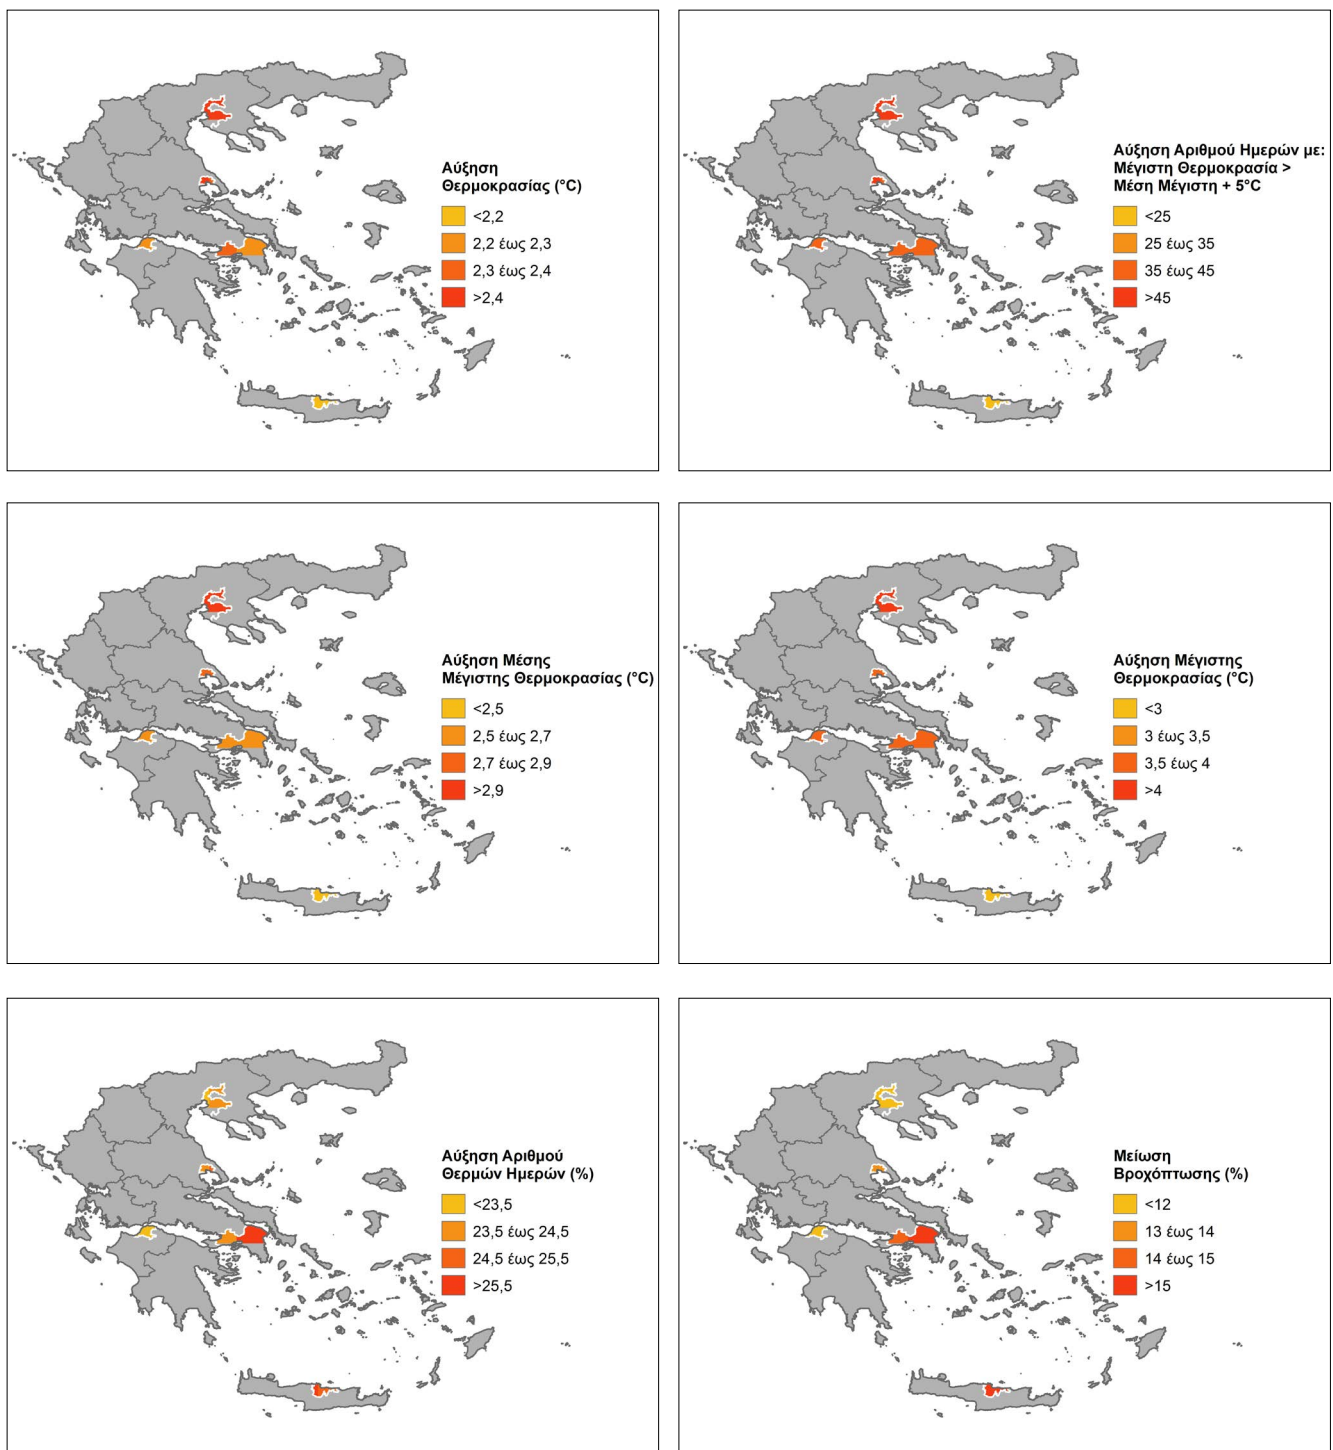 Αύξηση
Θερμοκρασίας (°C)
<2,2
2,2 έως 2,3
2,3 έως 2,4
>2,4
Αύξηση Αριθμού Ημερών με:
Μέγιστη Θερμοκρασία >
Μέση Μέγιστη + 5°C
<25
25 έως 35
35 έως 45
>45
Αύξηση Μέσης
Μέγιστης Θερμοκρασίας (°C)
<2,5
2,5 έως 2,7
2,7 έως 2,9
>2,9
Αύξηση Μέγιστης
Θερμοκρασίας (°C)
<3
3 έως 3,5
3,5 έως 4
>4
Αύξηση Αριθμού
Θερμών Ημερών (%)
<23,5
23,5 έως 24,5
24,5 έως 25,5
>25,5
Μείωση
Βροχόπτωσης (%)
<12
13 έως 14
14 έως 15
>15